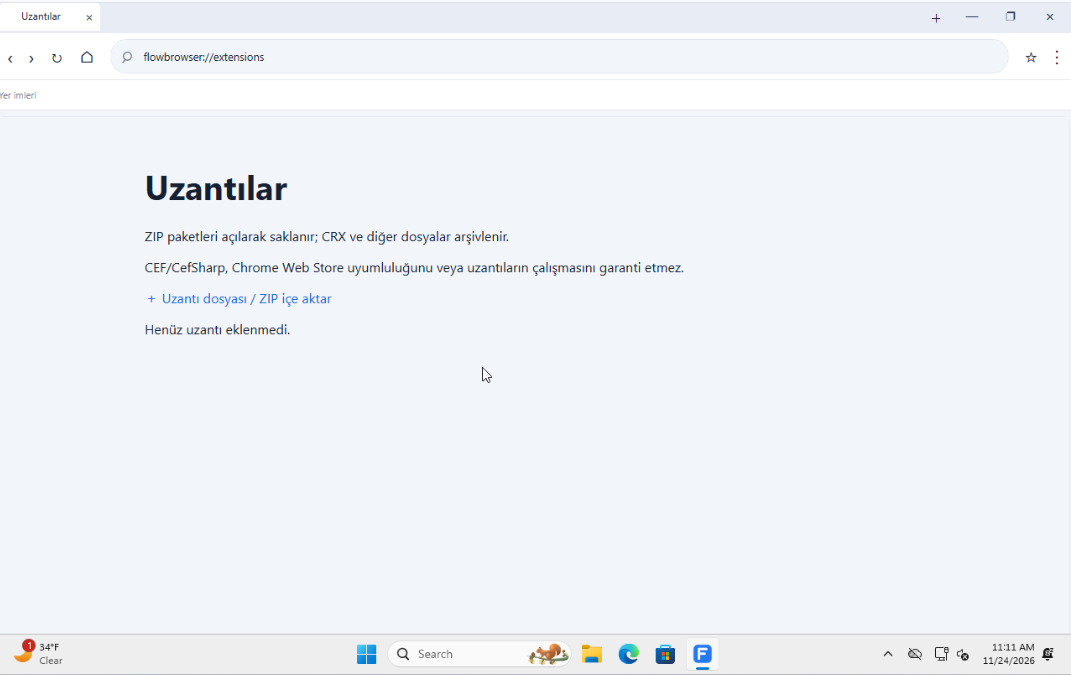 Uzantılar
flowbrowser://extensions
Yer imleri
Uzantılar
ZIP paketleri açılarak saklanır; CRX ve diğer dosyalar arşivlenir.
CEF/CefSharp, Chrome Web Store uyumluluğunu veya uzantıların çalışmasını garanti etmez.
+ Uzantı dosyası / ZIP içe aktar
Henüz uzantı eklenmedi.
1
34°F
Clear
Search
F
11:11 AM
11/24/2026